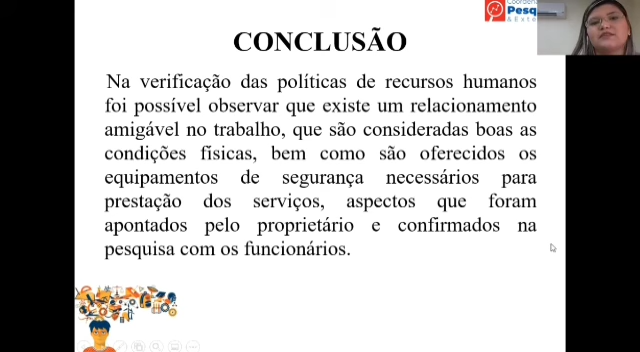 Pesq
& Está
CONCLUSÃO
Na verificação das políticas de recursos humanos
foi possível observar que existe um relacionamento
amigável no trabalho, que são consideradas boas as
condições físicas, bem como são oferecidos os
equipamentos de segurança necessários para
prestação dos serviços, aspectos que foram
apontados pelo proprietário e confirmados na
pesquisa com os funcionários.